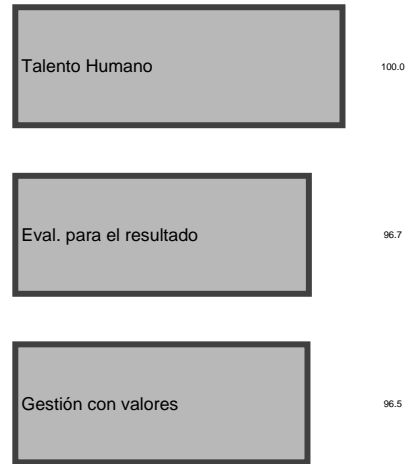 Talento Humano 100.0
Eval. para el resultado 96.7
Gestión con valores 96.5